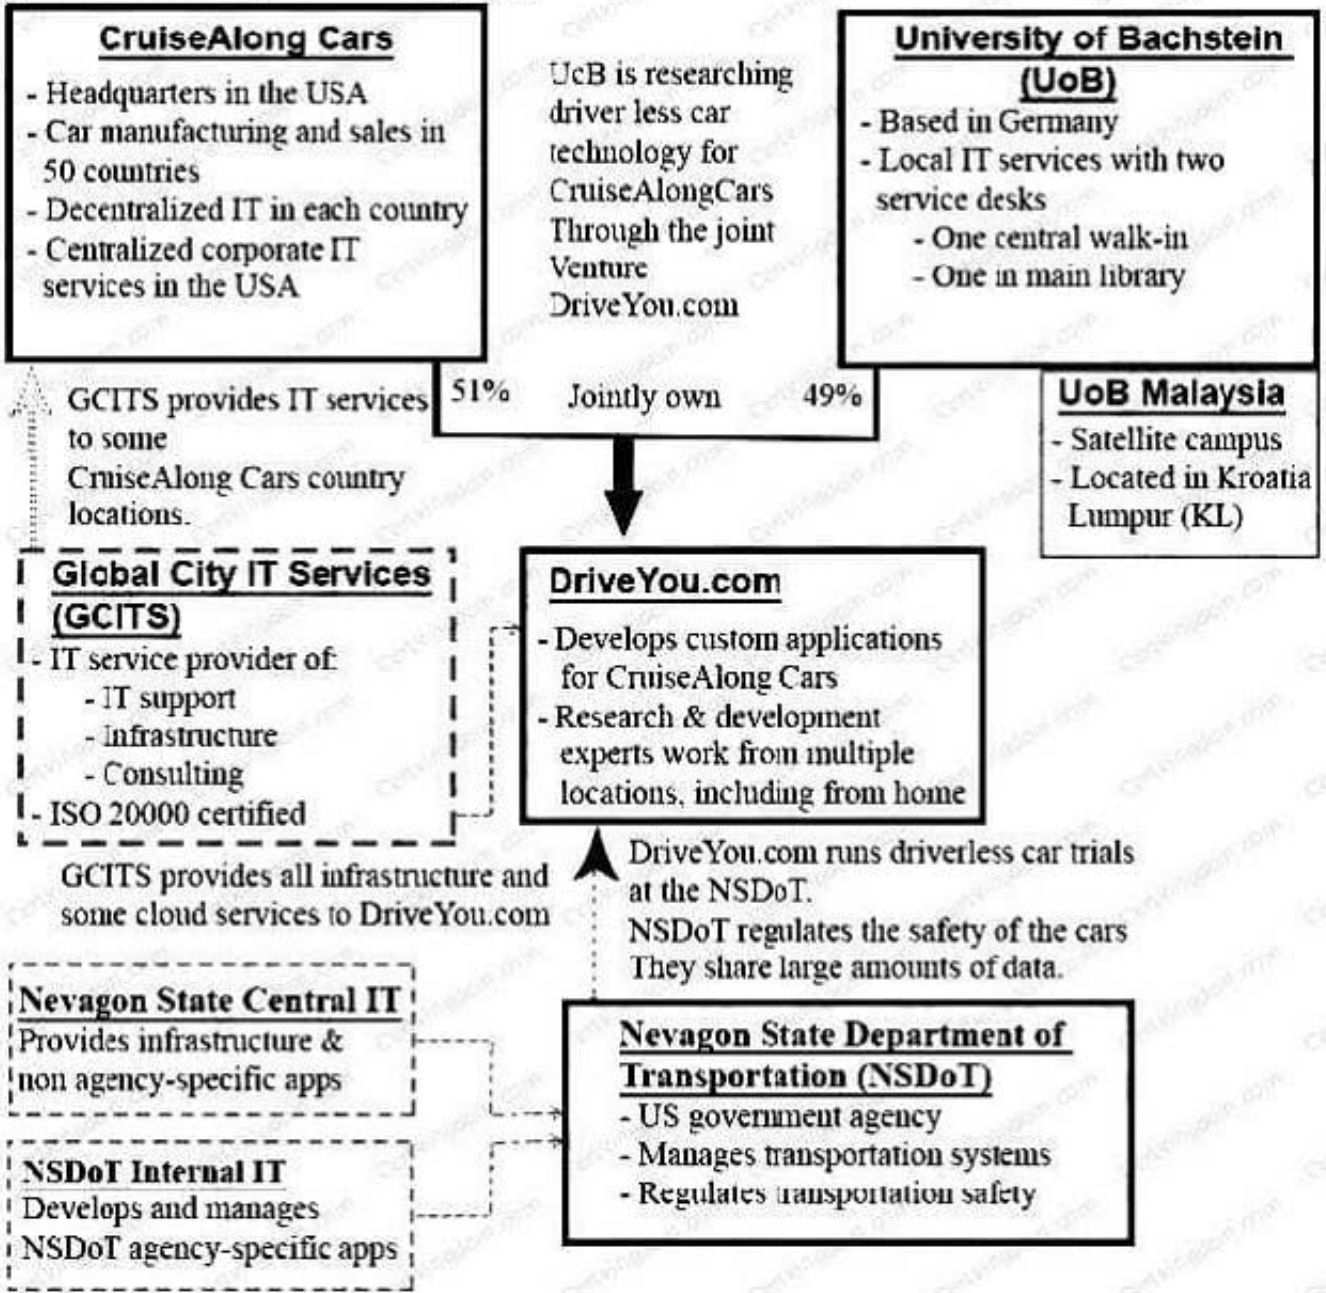 CruiseAlong Cars
- Headquarters in the USA
- Car manufacturing and sales in
50 countries
- Decentralized IT in each country
- Centralized corporate IT
services in the USA
UcB is researching
driver less car
technology for
CruiseAlongCars
Through the joint
Venture
DriveYou.com
University of Bachstein
(UoB)
- Based in Germany
- Local IT services with two
service desks
- One central walk-in
- One in main library
51% Jointly own 49%
UoB Malaysia
- Satellite campus
- Located in Kroatia
Lumpur (KL)
GCITS provides IT services
to some
CruiseAlong Cars country
locations.
Global City IT Services
(GCITS)
- IT service provider of:
- IT support
- Infrastructure
- Consulting
- ISO 20000 certified
DriveYou.com
- Develops custom applications
for CruiseAlong Cars
- Research & development
experts work from multiple
locations, including from home
GCITS provides all infrastructure and
some cloud services to DriveYou.com
DriveYou.com runs driverless car trials
at the NSDoT.
NSDoT regulates the safety of the cars
They share large amounts of data.
Nevagon State Central IT
Provides infrastructure &
non agency-specific apps
NSDoT Internal IT
Develops and manages
NSDoT agency-specific apps
Nevagon State Department of
Transportation (NSDoT)
- US government agency
- Manages transportation systems
- Regulates transportation safety